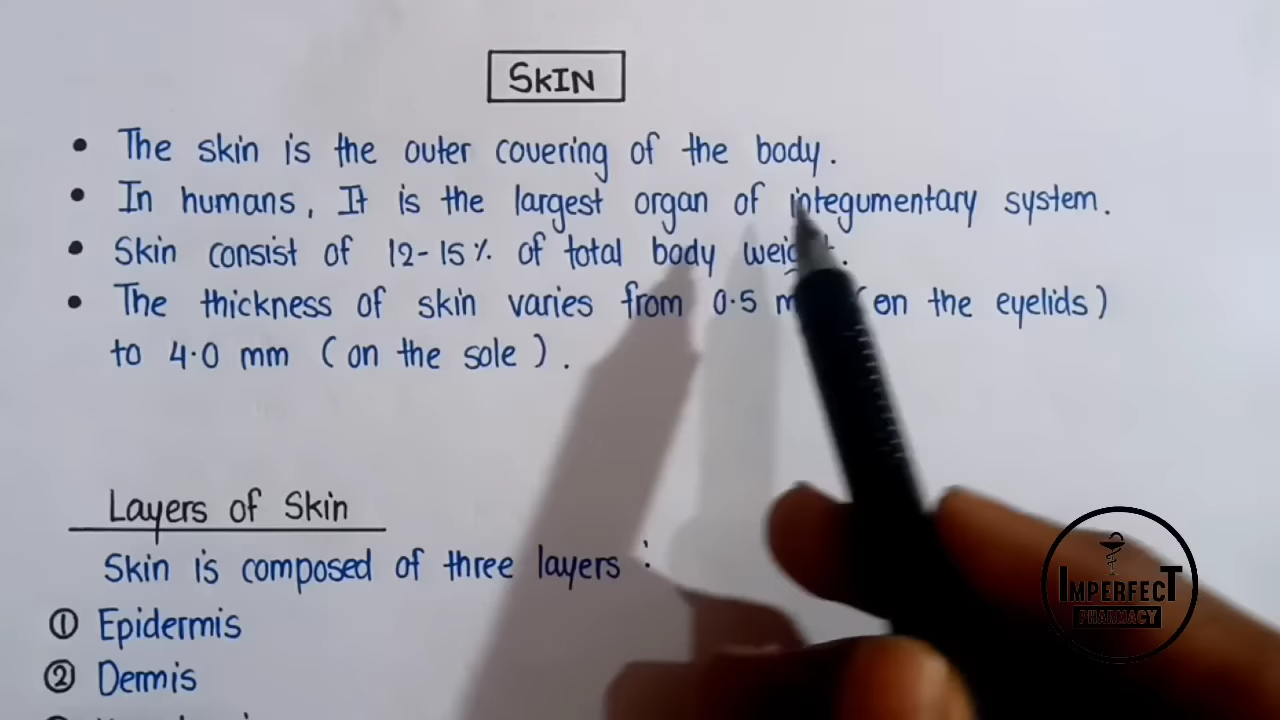 SkIN
• The skin is the outer covering of the body.
• In humans, It is the largest organ of integumentary system.
• Skin consist of 12-15% of total body weight.
• The thickness of skin varies from 0.5 (on the eyelids)
to 4.0 mm (on the sole).
Layers of Skin
Skin is composed of three layers :
① Epidermis
② Dermis
IMPERFECT
PHARMACY